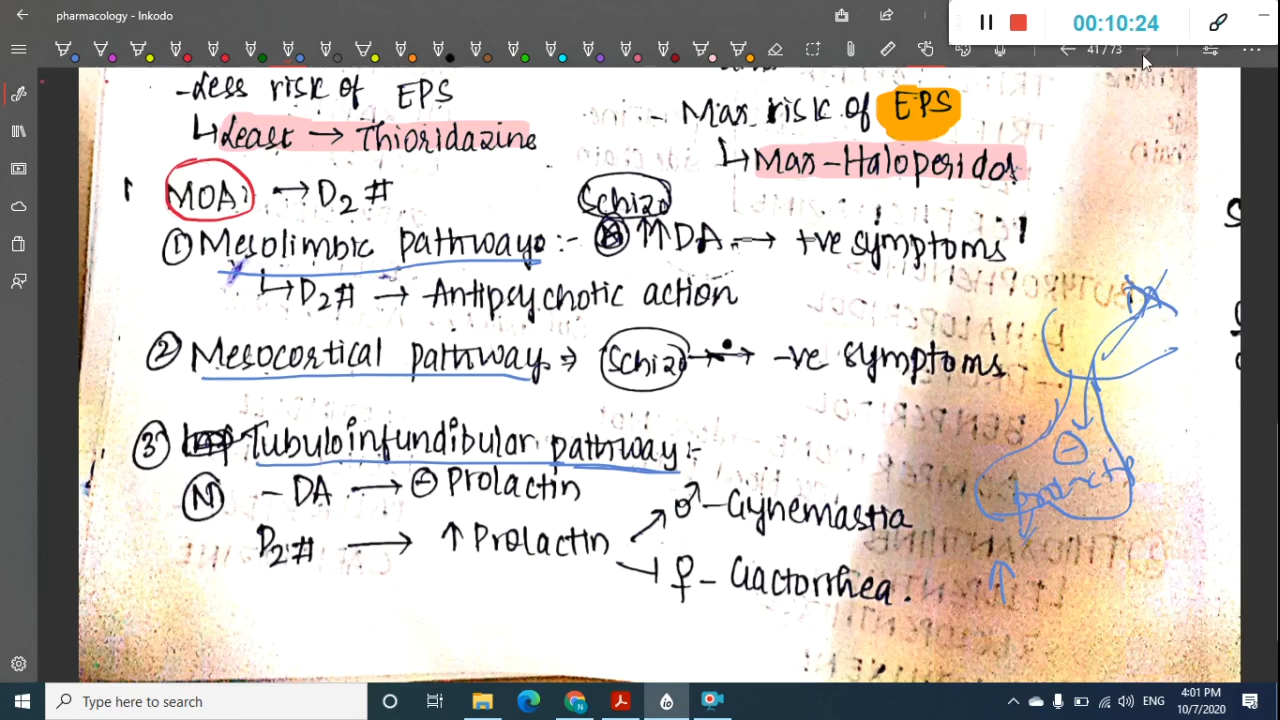 pharmacology - Inkodo
00:10:24
41 / 73
-Less risk of EPS
↳Least → Thioridazine
- Max risk of EPS
↳Max-Haloperidol
MOA: ↔ D2 #
Schizo
① Mesolimbic pathway :- ↑↑ DA → +ve symptoms
↳ D2 # → Antipsychotic action
② Mesocortical pathway ⇒ Schizo → -ve symptoms
③ Tubuloinfundibular pathway :-
Ⓝ - DA → ⊖ Prolactin
D2 # → ↑ Prolactin
♂ - Gynemastia
♀ - Gactorrhea.
Type here to search
ENG
4:01 PM
10/7/2020